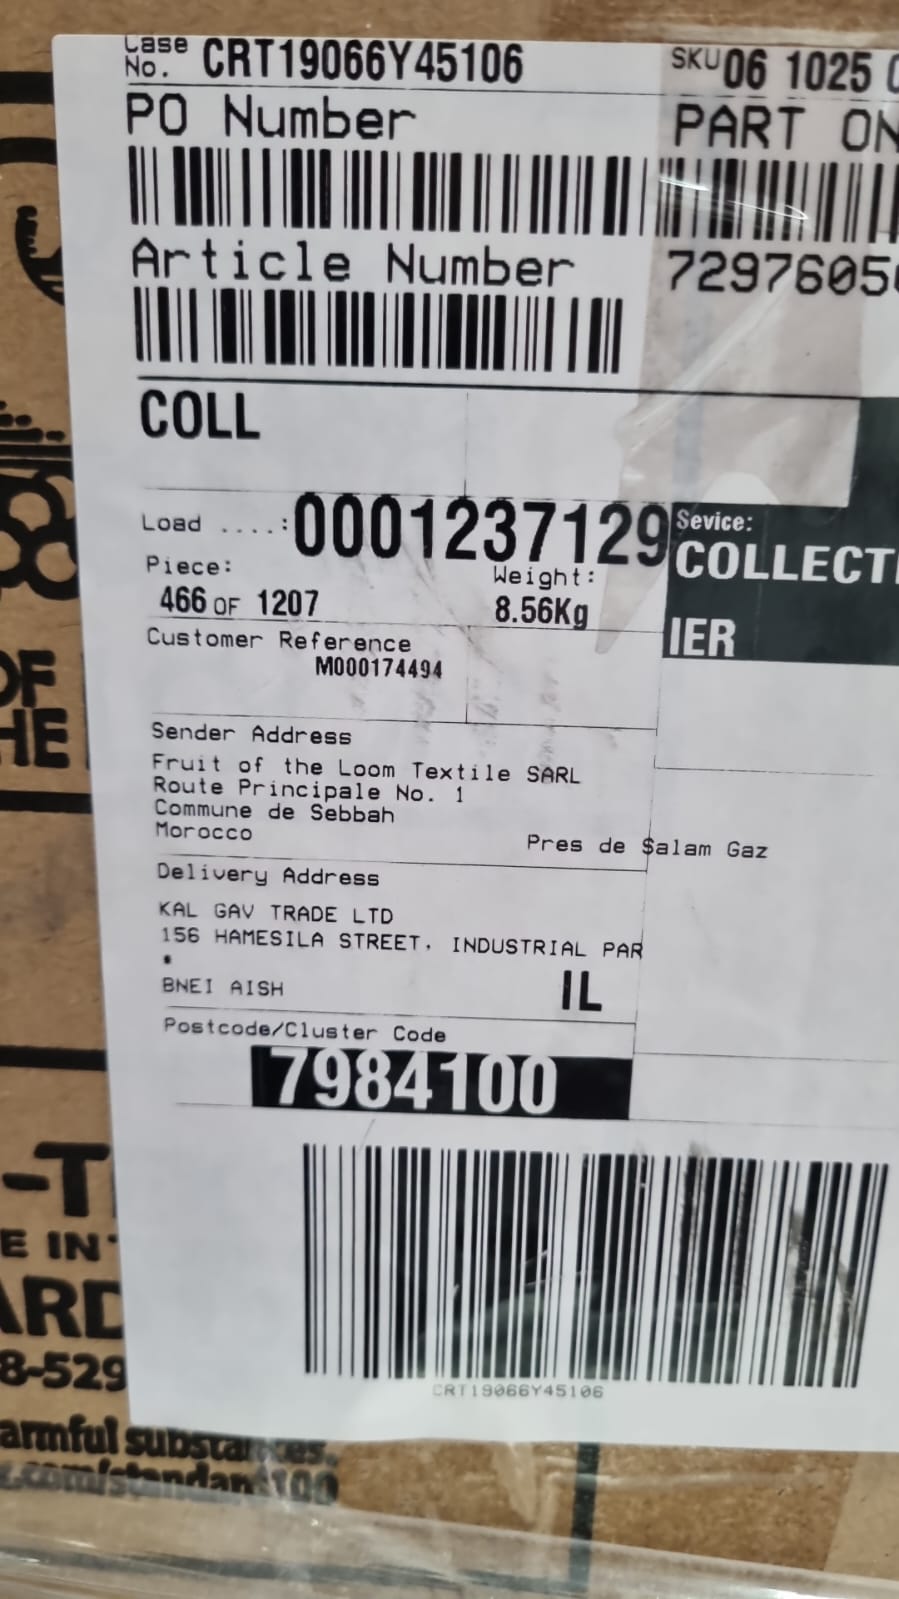 Case No. CRT19066Y45106
SKU 06 1025
PO Number
PART ON
Article Number
7297605
COLL
Load ....: 0001237129
Sevice:
COLLECT
IER
Piece:
466 OF 1207
Weight:
8.56Kg
Customer Reference
M000174494
Sender Address
Fruit of the Loom Textile SARL
Route Principale No. 1
Commune de Sebbah
Morocco
Pres de Salam Gaz
Delivery Address
KAL GAV TRADE LTD
156 HAMESILA STREET, INDUSTRIAL PAR
.
BNEI AISH
IL
Postcode/Cluster Code
7984100
CRT19066Y45106
OF
HE
-T
E IN
ARD
8-529
armful substances.
.com/standard100